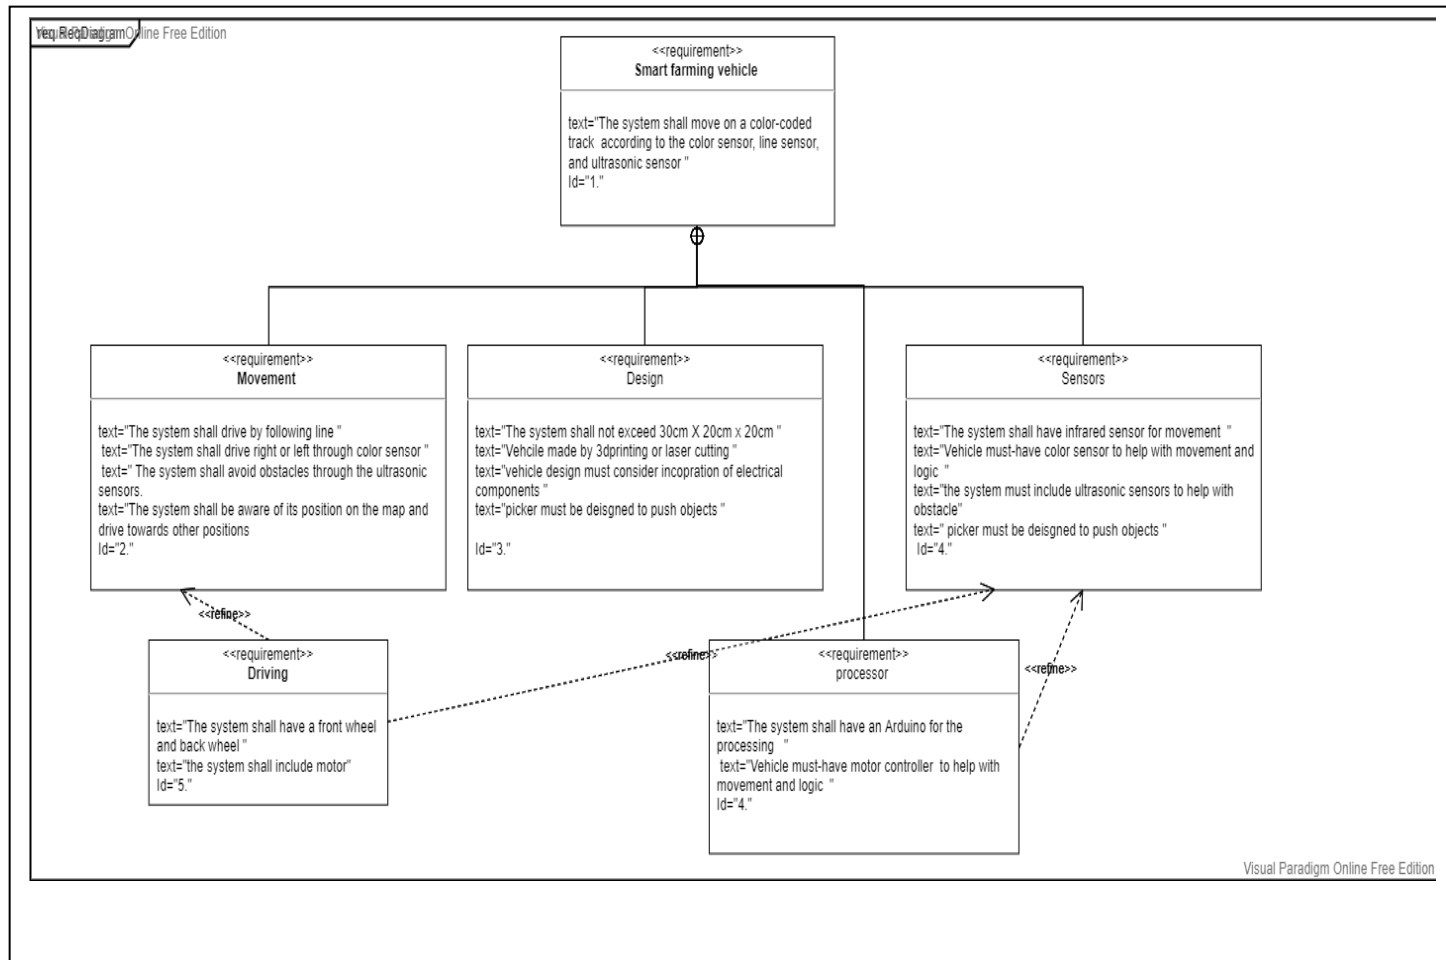 req ReqDiagram
Visual Paradigm Online Free Edition
<<requirement>>
Smart farming vehicle
text="The system shall move on a color-coded
track according to the color sensor, line sensor,
and ultrasonic sensor "
Id="1."
<<requirement>>
Movement
text="The system shall drive by following line "
text="The system shall drive right or left through color sensor "
text=" The system shall avoid obstacles through the ultrasonic
sensors.
text="The system shall be aware of its position on the map and
drive towards other positions
Id="2."
<<requirement>>
Design
text="The system shall not exceed 30cm X 20cm x 20cm "
text="Vehcile made by 3dprinting or laser cutting "
text="vehicle design must consider incopration of electrical
components "
text="picker must be deisgned to push objects "
Id="3."
<<requirement>>
Sensors
text="The system shall have infrared sensor for movement "
text="Vehicle must-have color sensor to help with movement and
logic "
text="the system must include ultrasonic sensors to help with
obstacle"
text=" picker must be deisgned to push objects "
Id="4."
<<refine>>
<<requirement>>
Driving
text="The system shall have a front wheel
and back wheel "
text="the system shall include motor"
Id="5."
<<refine>>
<<requirement>>
processor
text="The system shall have an Arduino for the
processing "
text="Vehicle must-have motor controller to help with
movement and logic "
Id="4."
<<refine>>
Visual Paradigm Online Free Edition